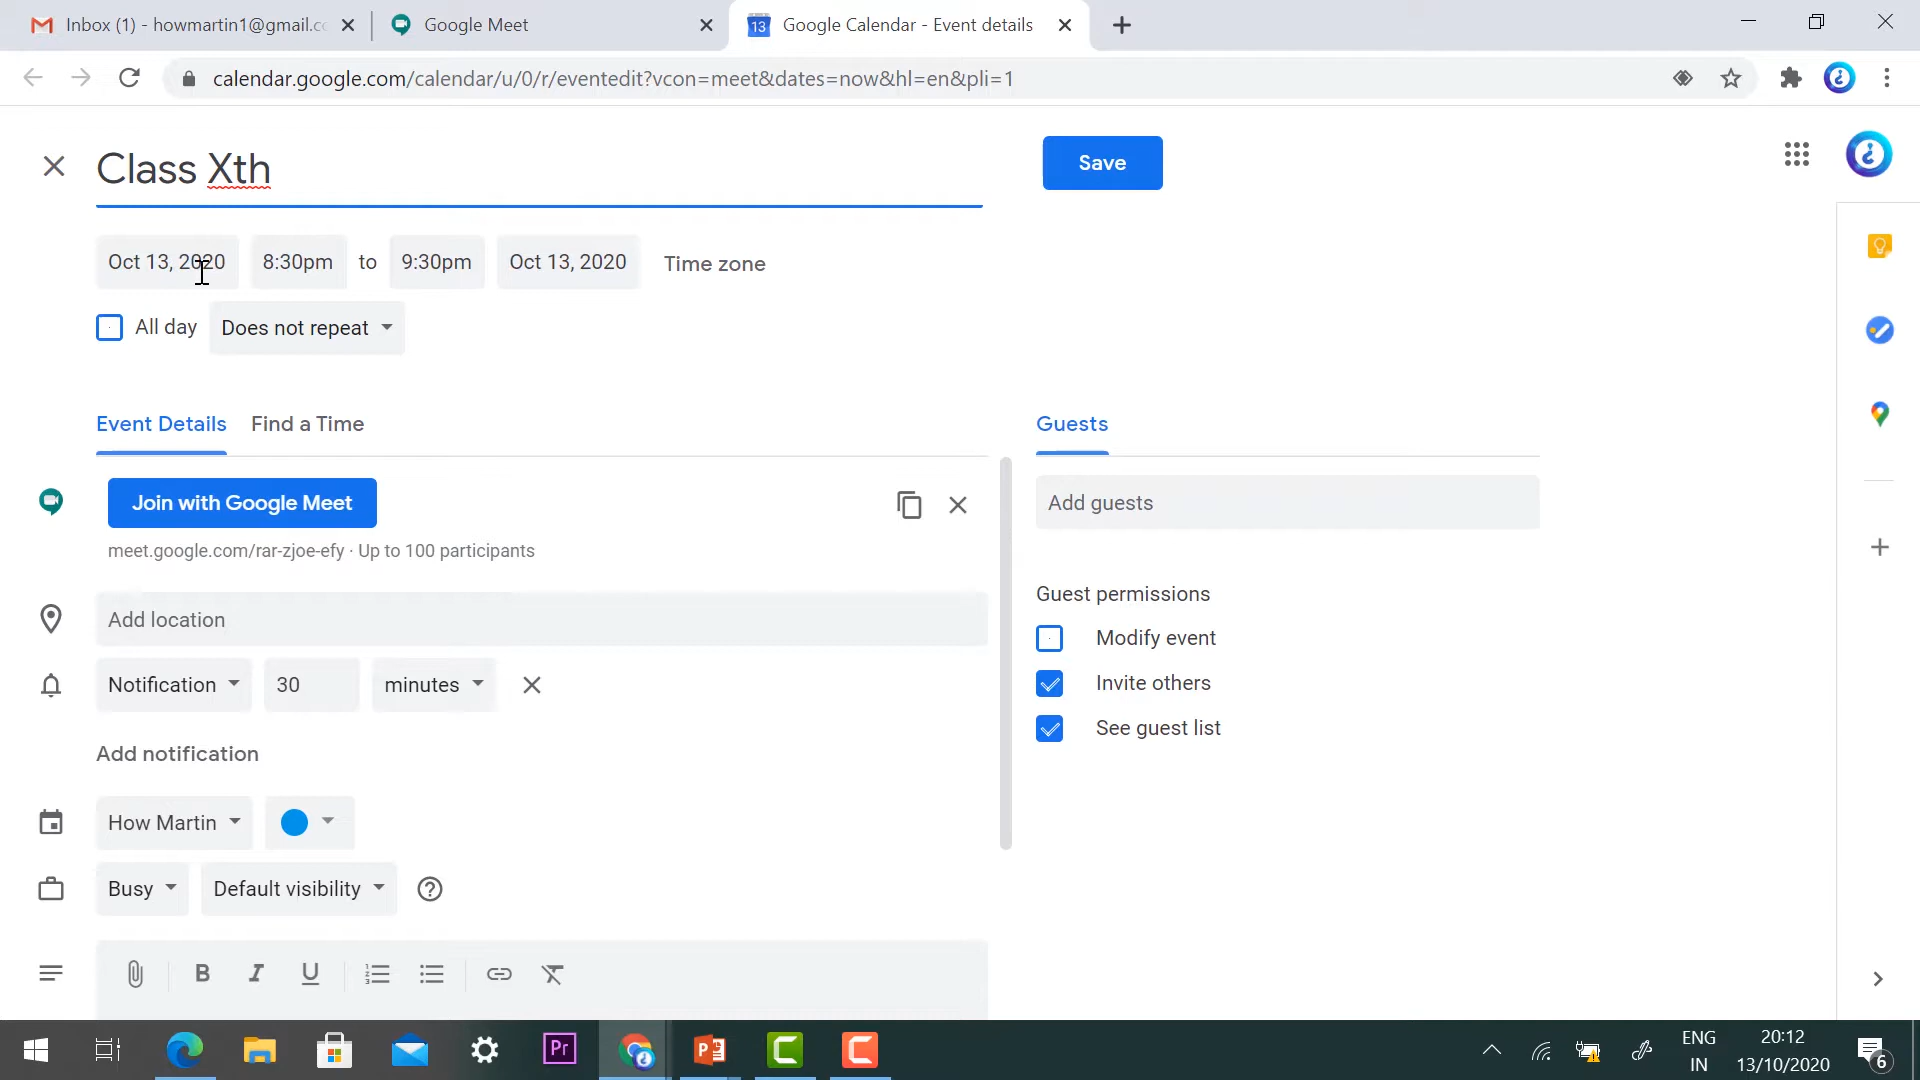 Inbox (1) - howmartin1@gmail.c
Google Meet
13
Google Calendar - Event details
calendar.google.com/calendar/u/0/r/eventedit?vcon=meet&dates=now&hl=en&pli=1
Class Xth
Save
Oct 13, 2020
8:30pm
to
9:30pm
Oct 13, 2020
Time zone
All day
Does not repeat
Event Details
Find a Time
Guests
Join with Google Meet
Add guests
meet.google.com/rar-zjoe-efy · Up to 100 participants
Guest permissions
Add location
Modify event
Notification
30
minutes
Invite others
See guest list
Add notification
How Martin
Busy
Default visibility
B I U
Pr
ENG
IN
20:12
13/10/2020
6